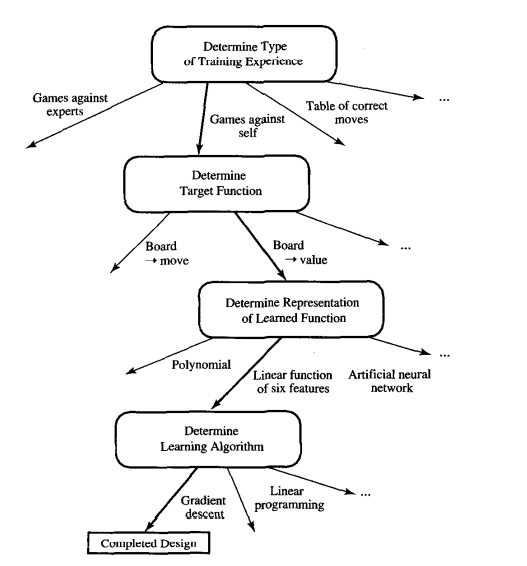 Determine Type
of Training Experience
Games against
experts
Games against
self
Table of correct
moves
...
Determine
Target Function
Board
→ move
Board
→ value
...
Determine Representation
of Learned Function
Polynomial
Linear function
of six features
Artificial neural
network
...
Determine
Learning Algorithm
Gradient
descent
Linear
programming
...
Completed Design